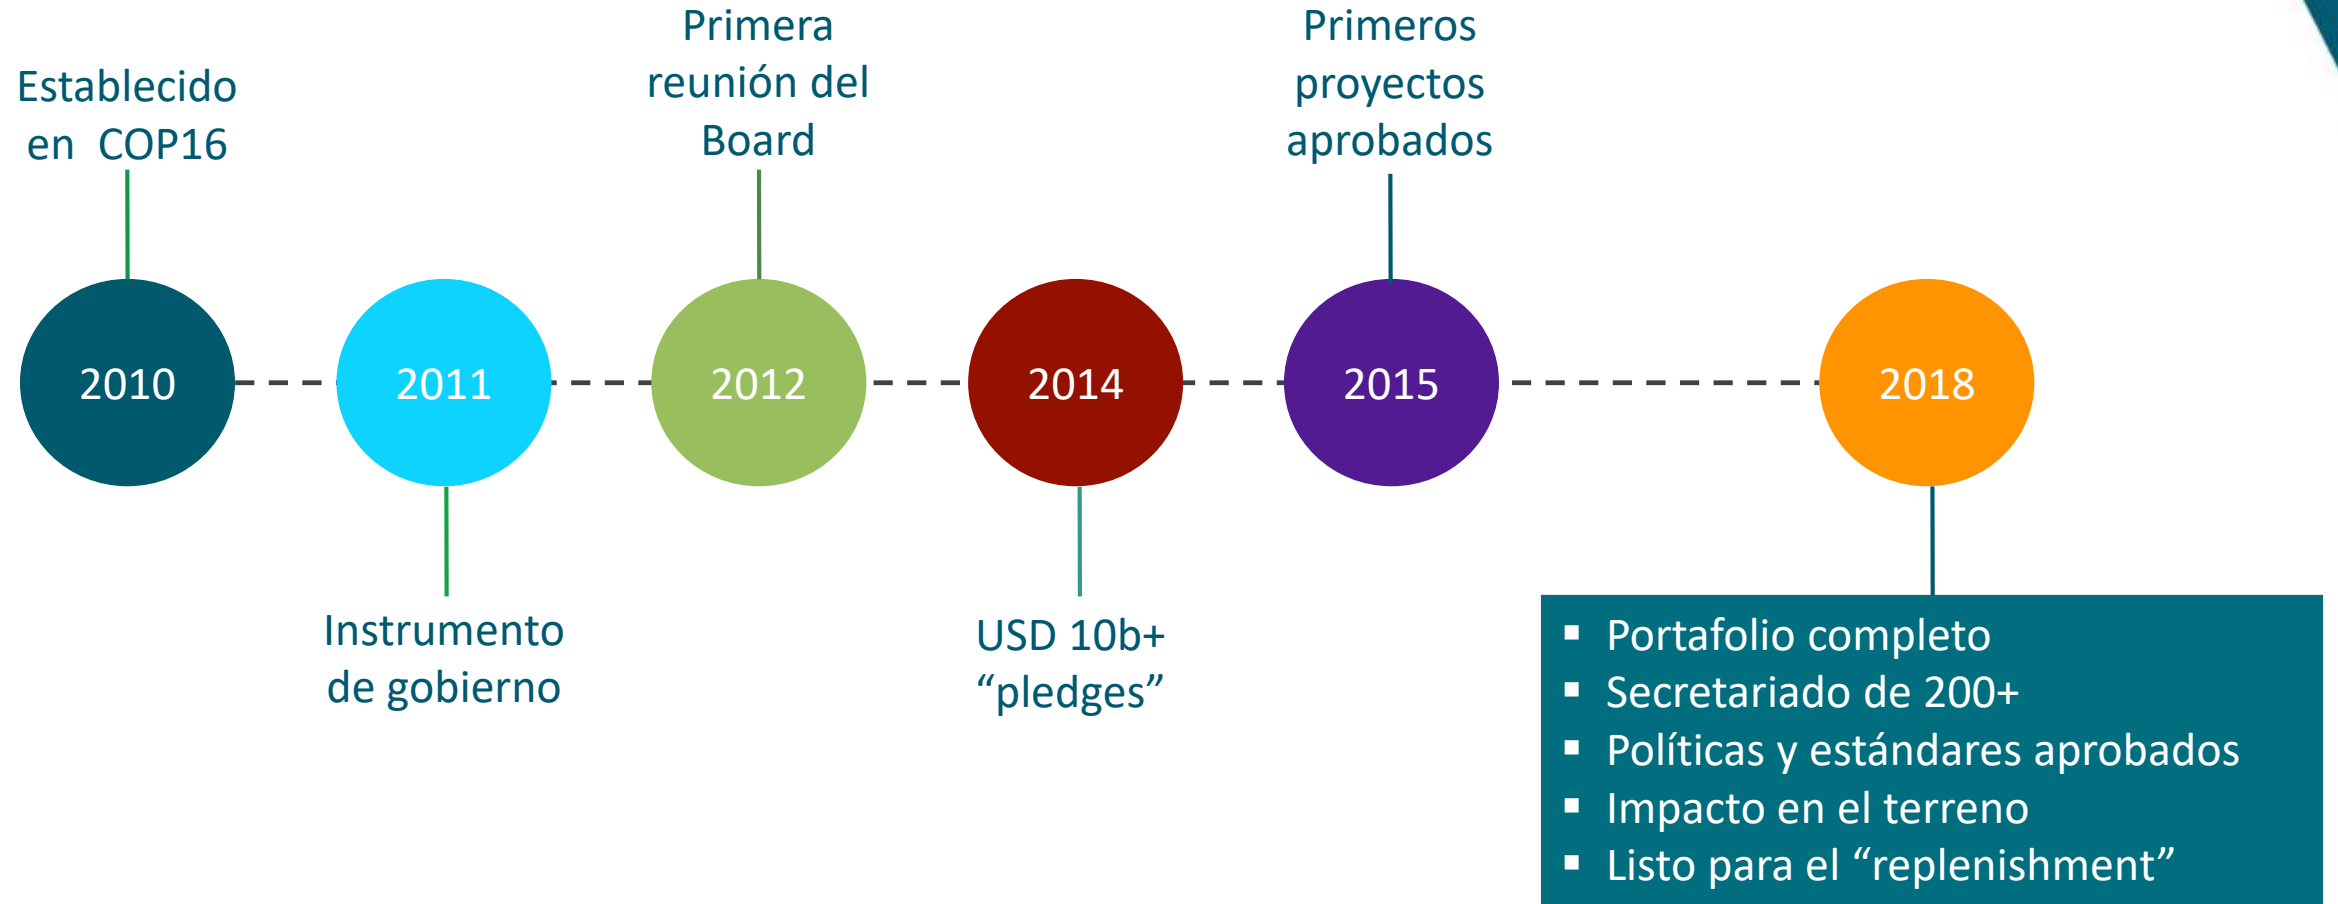 Establecido
en COP16
Primera
reunión del
Board
Primeros
proyectos
aprobados
2010
2011
2012
2014
2015
2018
Instrumento
de gobierno
USD 10b+
“pledges”
▪ Portafolio completo
▪ Secretariado de 200+
▪ Políticas y estándares aprobados
▪ Impacto en el terreno
▪ Listo para el “replenishment”